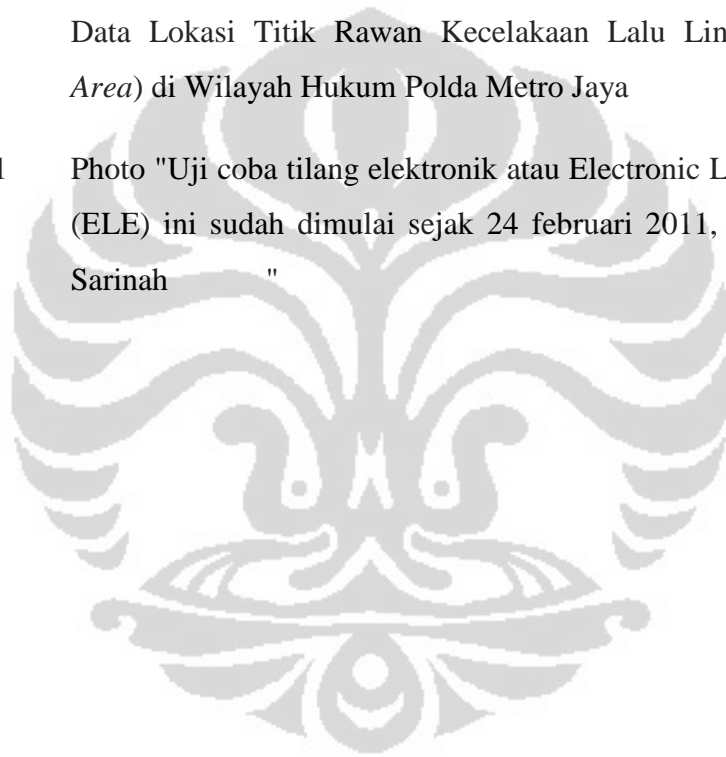 Data Lokasi Titik Rawan Kecelakaan Lalu Lin
Area) di Wilayah Hukum Polda Metro Jaya
1 Photo "Uji coba tilang elektronik atau Electronic L
(ELE) ini sudah dimulai sejak 24 februari 2011,
Sarinah "